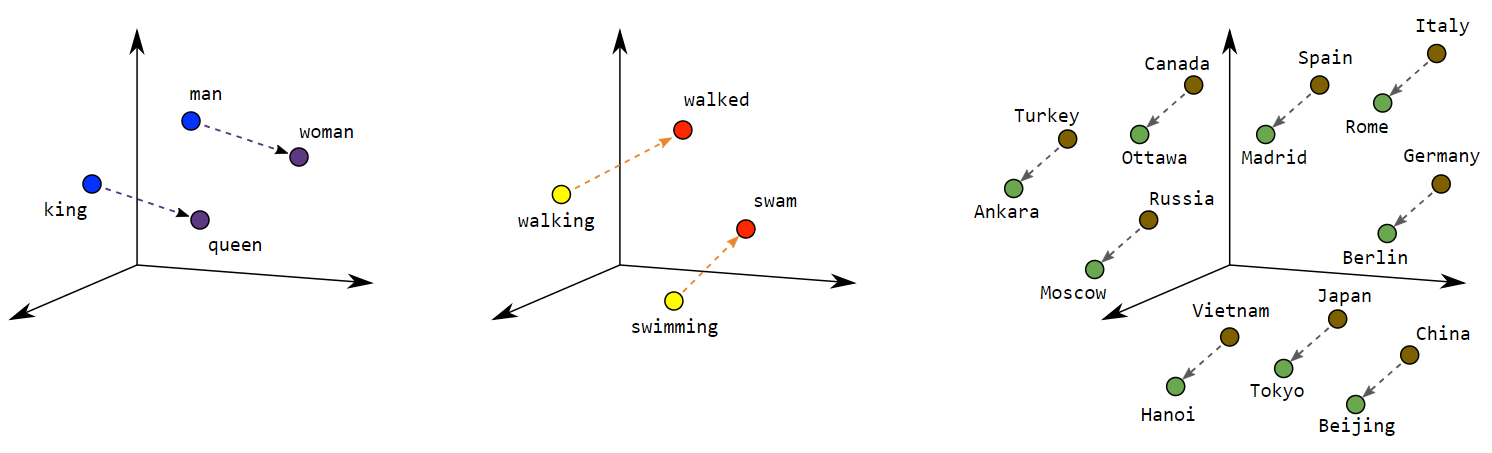 man
woman
king
queen
walked
walking
swam
swimming
Italy
Spain
Canada
Rome
Turkey
Ottawa
Madrid
Germany
Ankara
Russia
Berlin
Moscow
Japan
Vietnam
China
Tokyo
Hanoi
Beijing